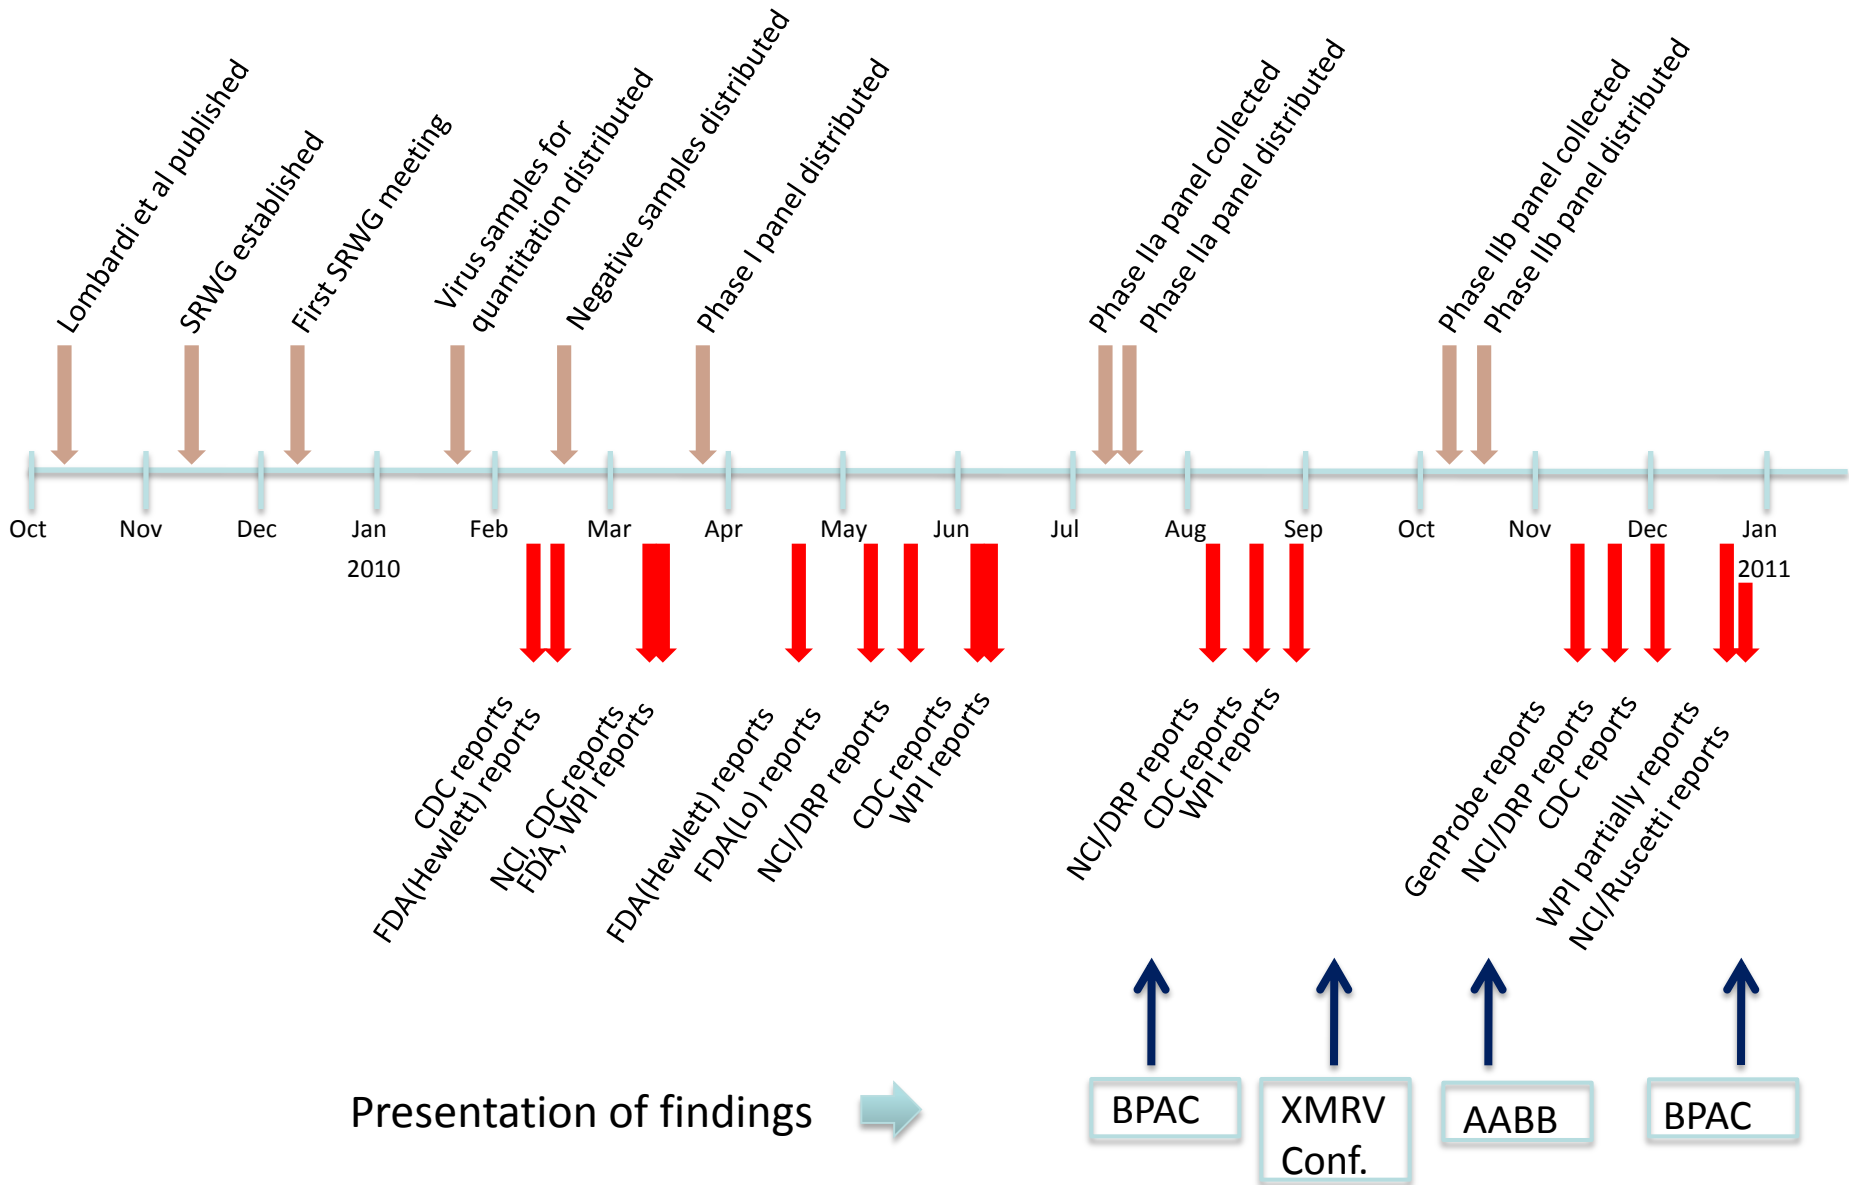 Lombardi et al published
SRWG established
First SRWG meeting
Virus samples for
quantitation distributed
Negative samples distributed
Phase I panel distributed
Phase IIa panel collected
Phase IIa panel distributed
Phase IIb panel collected
Phase IIb panel distributed
Oct Nov Dec Jan Feb Mar Apr May Jun Jul Aug Sep Oct Nov Dec Jan
2010 2011
CDC reports
FDA(Hewlett) reports
NCI, CDC reports
FDA, WPI reports
FDA(Hewlett) reports
FDA(Lo) reports
NCI/DRP reports
CDC reports
WPI reports
NCI/DRP reports
CDC reports
WPI reports
GenProbe reports
NCI/DRP reports
CDC reports
WPI partially reports
NCI/Ruscetti reports
Presentation of findings
BPAC
XMRV
Conf.
AABB
BPAC